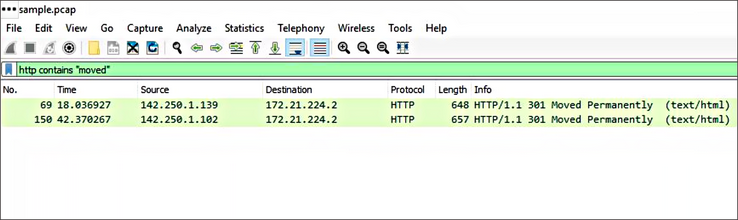 sample.pcap
File Edit View Go Capture Analyze Statistics Telephony Wireless Tools Help
http contains "moved"
No. Time Source Destination Protocol Length Info
69 18.036927 142.250.1.139 172.21.224.2 HTTP 648 HTTP/1.1 301 Moved Permanently (text/html)
150 42.370267 142.250.1.102 172.21.224.2 HTTP 657 HTTP/1.1 301 Moved Permanently (text/html)